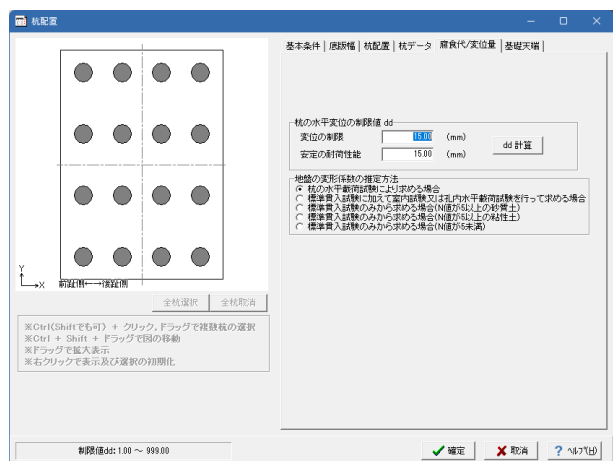 杭配置
基本条件 | 底版幅 | 杭配置 | 杭データ | 腐食代/変位量 | 基礎天端
杭の水平変位の制限値 dd
変位の制限 15.00 (mm)
安定の耐荷性能 15.00 (mm)
dd 計算
地盤の変形係数の推定方法
杭の水平載荷試験により求める場合
標準貫入試験に加えて室内試験又は孔内水平載荷試験を行って求める場合
標準貫入試験のみから求める場合(N値が5以上の砂質土)
標準貫入試験のみから求める場合(N値が5以上の粘性土)
標準貫入試験のみから求める場合(N値が5未満)
Y
X
前趾側←→後趾側
全杭選択 全杭取消
※Ctrl(Shiftでも可) + クリック,ドラッグで複数杭の選択
※Ctrl + Shift + ドラッグで図の移動
※ドラッグで拡大表示
※右クリックで表示及び選択の初期化
制限値dd: 1.00 ～ 999.00
確定 取消 ? ヘルプ(H)